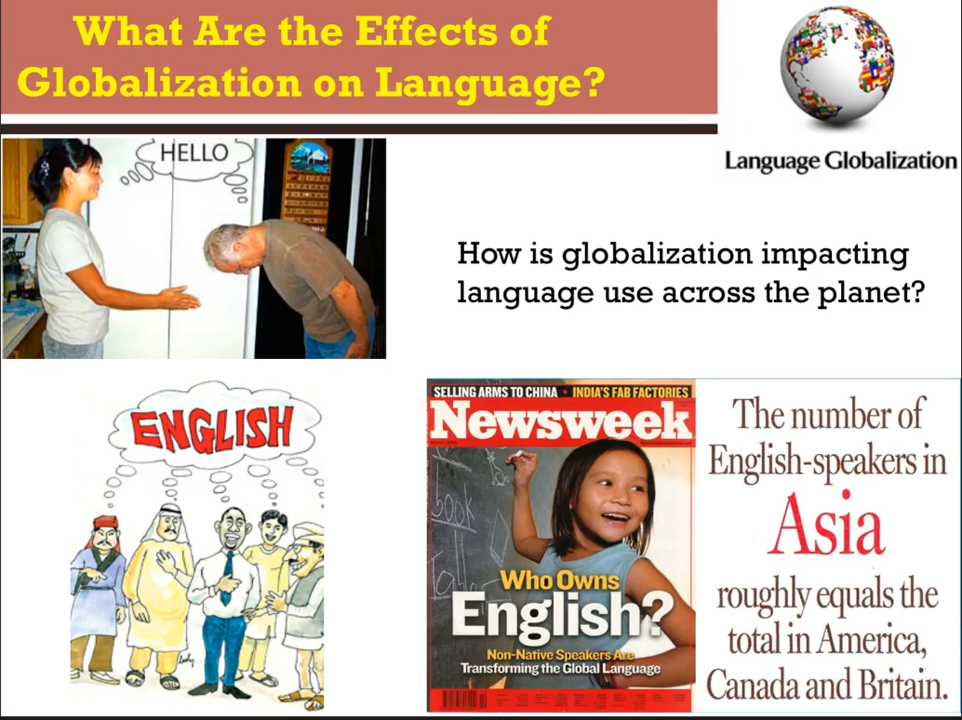 What Are the Effects of
Globalization on Language?
Language Globalization
HELLO
How is globalization impacting
language use across the planet?
ENGLISH
SELLING ARMS TO CHINA • INDIA'S FAB FACTORIES
Newsweek
book
Who Owns
English?
Non-Native Speakers Are
Transforming the Global Language
The number of
English-speakers in
Asia
roughly equals the
total in America,
Canada and Britain.